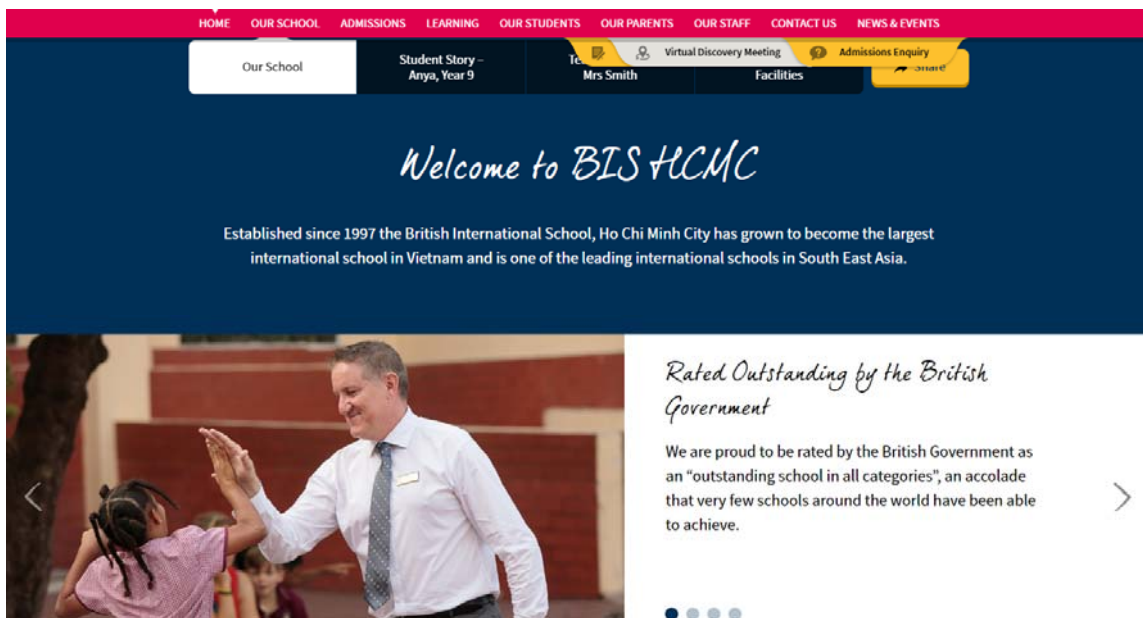 HOME OUR SCHOOL ADMISSIONS LEARNING OUR STUDENTS OUR PARENTS OUR STAFF CONTACT US NEWS & EVENTS
Virtual Discovery Meeting Admissions Enquiry
Our School
Student Story –
Anya, Year 9
Mrs Smith
Facilities
Share
Welcome to BIS HCMC
Established since 1997 the British International School, Ho Chi Minh City has grown to become the largest
international school in Vietnam and is one of the leading international schools in South East Asia.
Rated Outstanding by the British
Government
We are proud to be rated by the British Government as
an “outstanding school in all categories”, an accolade
that very few schools around the world have been able
to achieve.